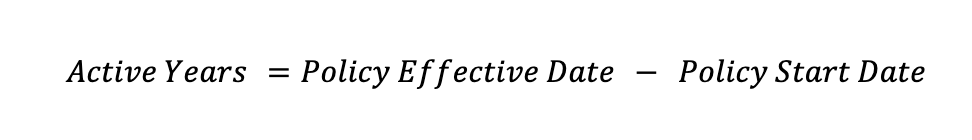 Active Years = Policy Effective Date − Policy Start Date